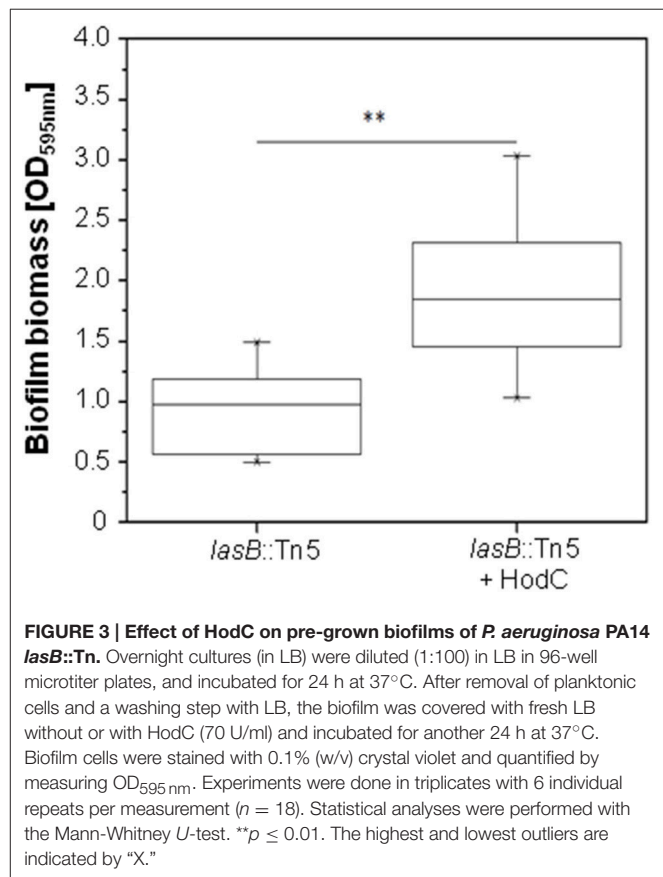 4.0
3.5
3.0
2.5
2.0
1.5
1.0
0.5
0
Biofilm biomass [OD595nm]
**
lasB::Tn5
lasB::Tn5
+ HodC
FIGURE 3 | Effect of HodC on pre-grown biofilms of P. aeruginosa PA14
lasB::Tn. Overnight cultures (in LB) were diluted (1:100) in LB in 96-well
microtiter plates, and incubated for 24 h at 37°C. After removal of planktonic
cells and a washing step with LB, the biofilm was covered with fresh LB
without or with HodC (70 U/ml) and incubated for another 24 h at 37°C.
Biofilm cells were stained with 0.1% (w/v) crystal violet and quantified by
measuring OD595 nm. Experiments were done in triplicates with 6 individual
repeats per measurement (n = 18). Statistical analyses were performed with
the Mann-Whitney U-test. **p ≤ 0.01. The highest and lowest outliers are
indicated by “X.”